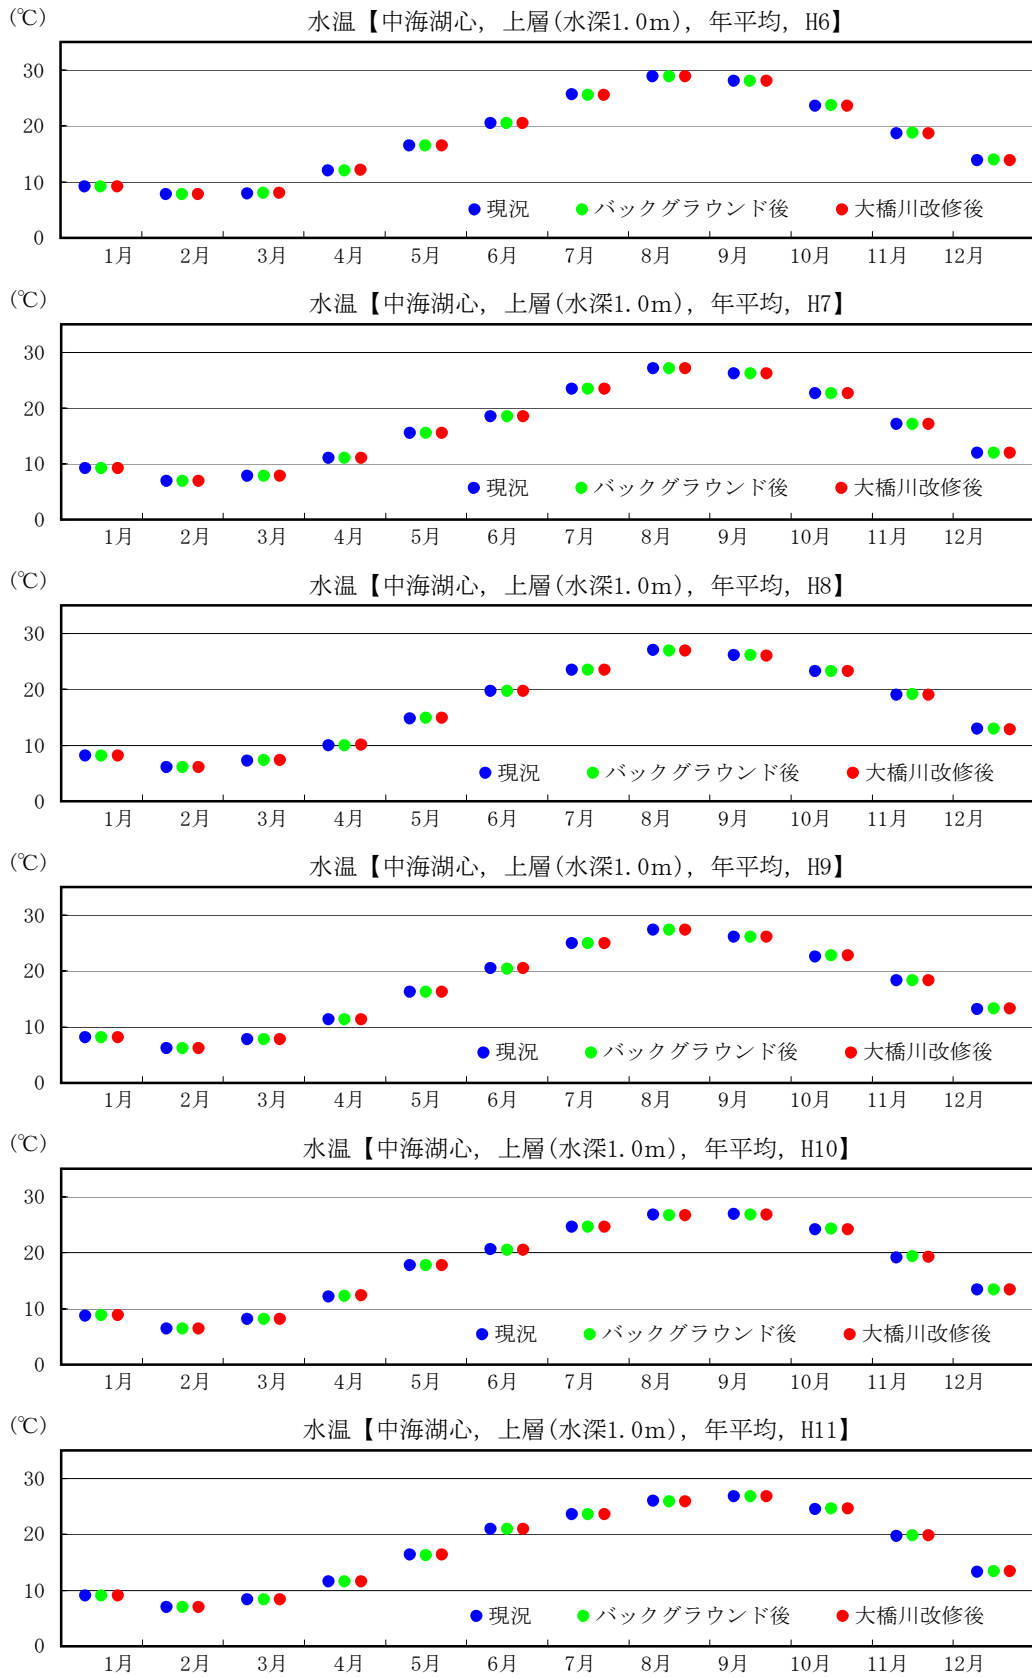 (℃)
水温【中海湖心, 上層(水深1.0m), 年平均, H6】
30
20
10
0
現況 バックグラウンド後 大橋川改修後
1月 2月 3月 4月 5月 6月 7月 8月 9月 10月 11月 12月
(℃)
水温【中海湖心, 上層(水深1.0m), 年平均, H7】
30
20
10
0
現況 バックグラウンド後 大橋川改修後
1月 2月 3月 4月 5月 6月 7月 8月 9月 10月 11月 12月
(℃)
水温【中海湖心, 上層(水深1.0m), 年平均, H8】
30
20
10
0
現況 バックグラウンド後 大橋川改修後
1月 2月 3月 4月 5月 6月 7月 8月 9月 10月 11月 12月
(℃)
水温【中海湖心, 上層(水深1.0m), 年平均, H9】
30
20
10
0
現況 バックグラウンド後 大橋川改修後
1月 2月 3月 4月 5月 6月 7月 8月 9月 10月 11月 12月
(℃)
水温【中海湖心, 上層(水深1.0m), 年平均, H10】
30
20
10
0
現況 バックグラウンド後 大橋川改修後
1月 2月 3月 4月 5月 6月 7月 8月 9月 10月 11月 12月
(℃)
水温【中海湖心, 上層(水深1.0m), 年平均, H11】
30
20
10
0
現況 バックグラウンド後 大橋川改修後
1月 2月 3月 4月 5月 6月 7月 8月 9月 10月 11月 12月